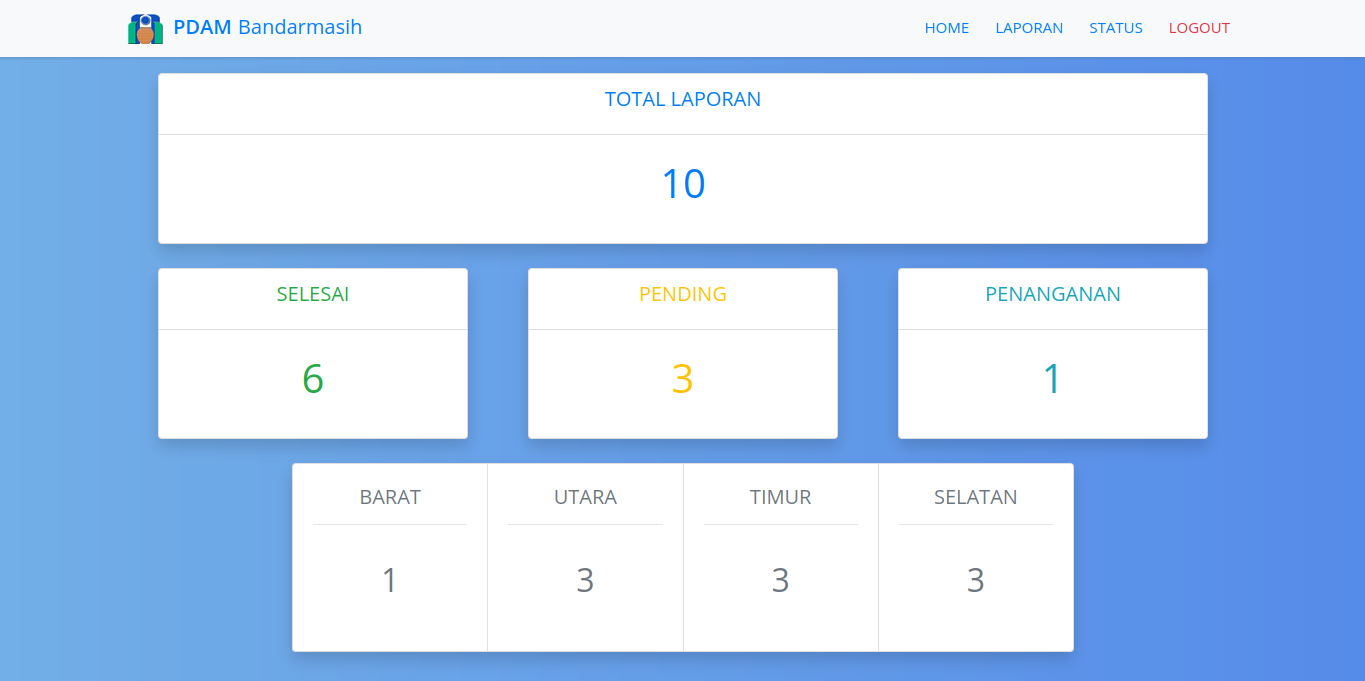 PDAM Bandarmasih
HOME LAPORAN STATUS LOGOUT
TOTAL LAPORAN
10
SELESAI
6
PENDING
3
PENANGANAN
1
BARAT
1
UTARA
3
TIMUR
3
SELATAN
3